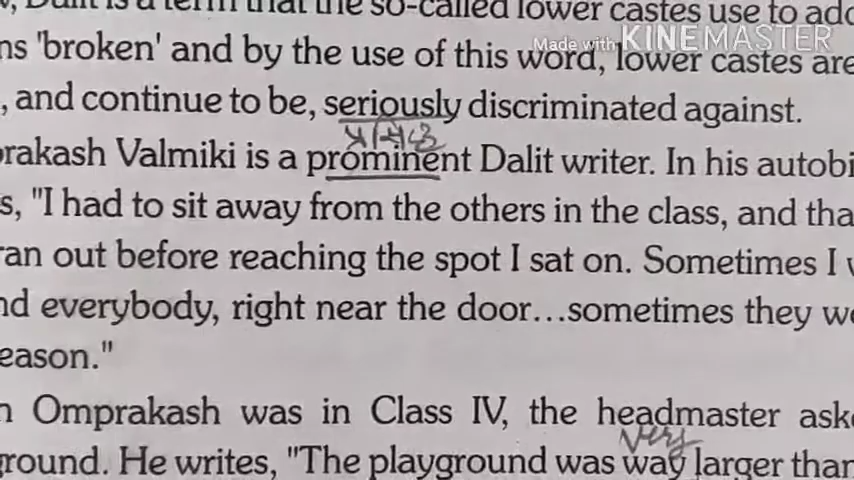 Dalit is a term that the so-called lower castes use to add
ns 'broken' and by the use of this word, lower castes are
Made with KINEMASTER
, and continue to be, seriously discriminated against.
prakash Valmiki is a prominent Dalit writer. In his autobi
s, "I had to sit away from the others in the class, and tha
ran out before reaching the spot I sat on. Sometimes I w
nd everybody, right near the door...sometimes they we
eason."
n Omprakash was in Class IV, the headmaster aske
very
ground. He writes, "The playground was way larger than